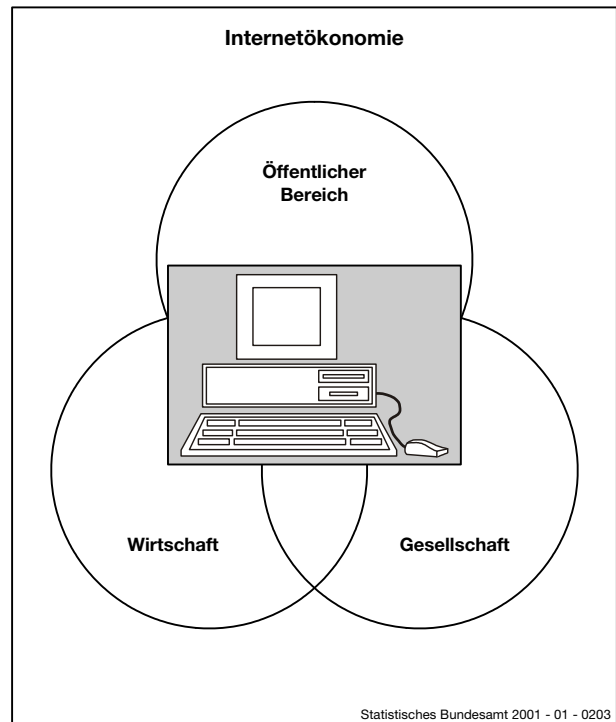 Internetökonomie
Öffentlicher
Bereich
Wirtschaft
Gesellschaft
Statistisches Bundesamt 2001 - 01 - 0203